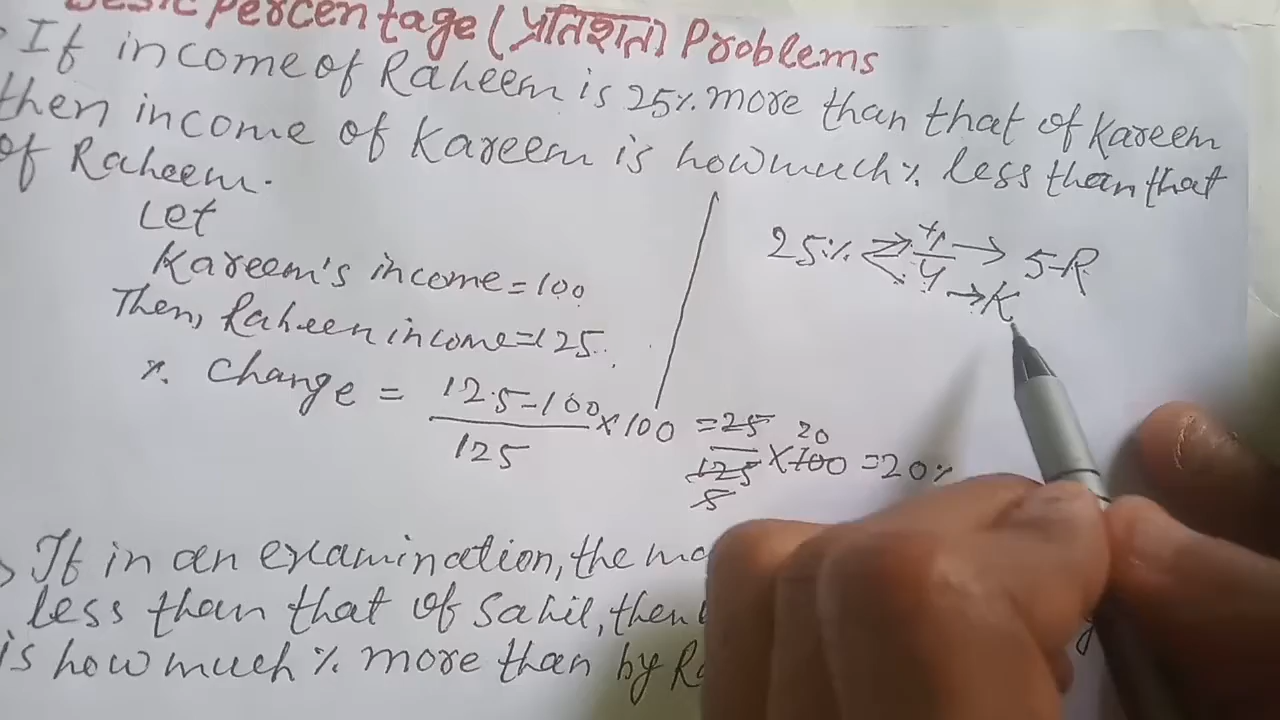 Percentage (प्रतिशत) Problems
If income of Raheem is 25% more than that of Kareem
then income of Kareem is how much % less than that
of Raheem.
Let
Kareem's income = 100
Then, Raheen income = 125
% change = 125-100/125 × 100 = 25/125 × 100 = 20%
5 20
25% ⇒ +1/4 → 5-R
→ K
If in an examination, the
less than that of Sahil, then
is how much % more than by